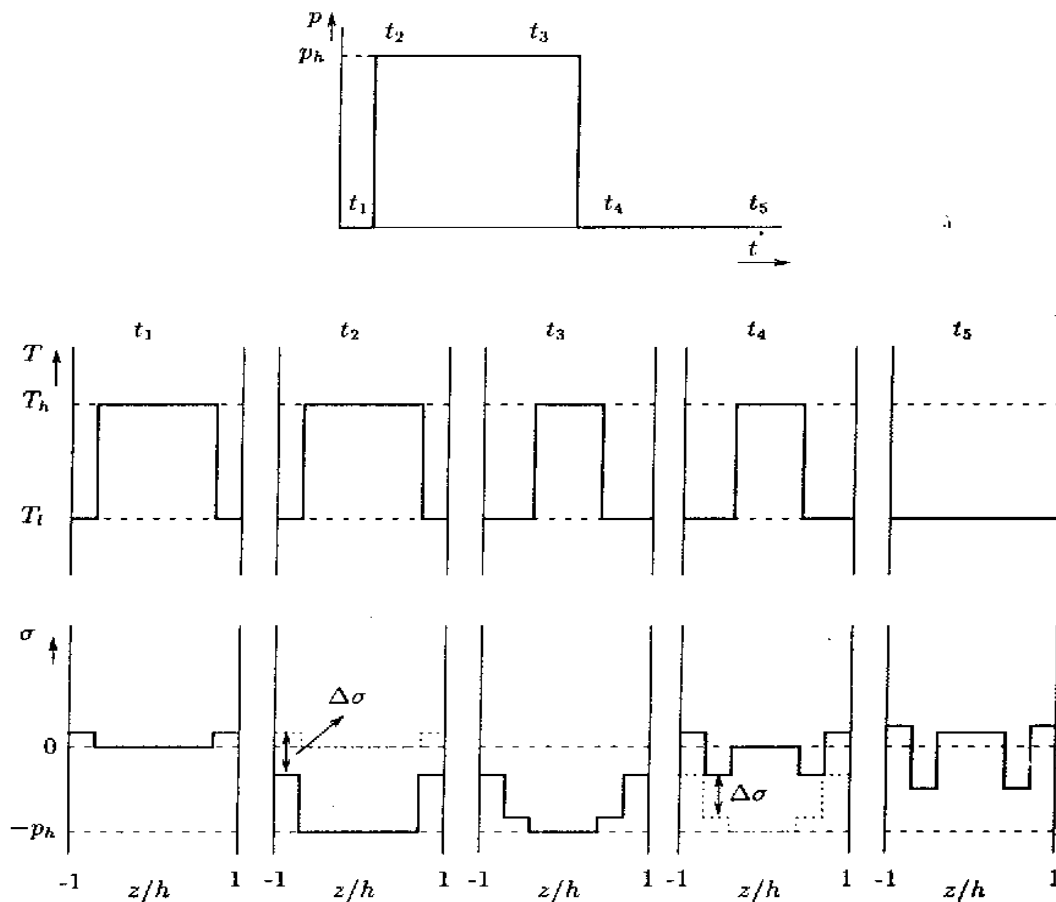 p
t₂ t₃
pₕ
t₁ t₄ t₅
t
t₁ t₂ t₃ t₄ t₅
T
Tₕ
Tₗ
σ
Δσ
0
Δσ
−pₕ
-1 z/h 1 -1 z/h 1 -1 z/h 1 -1 z/h 1 -1 z/h 1